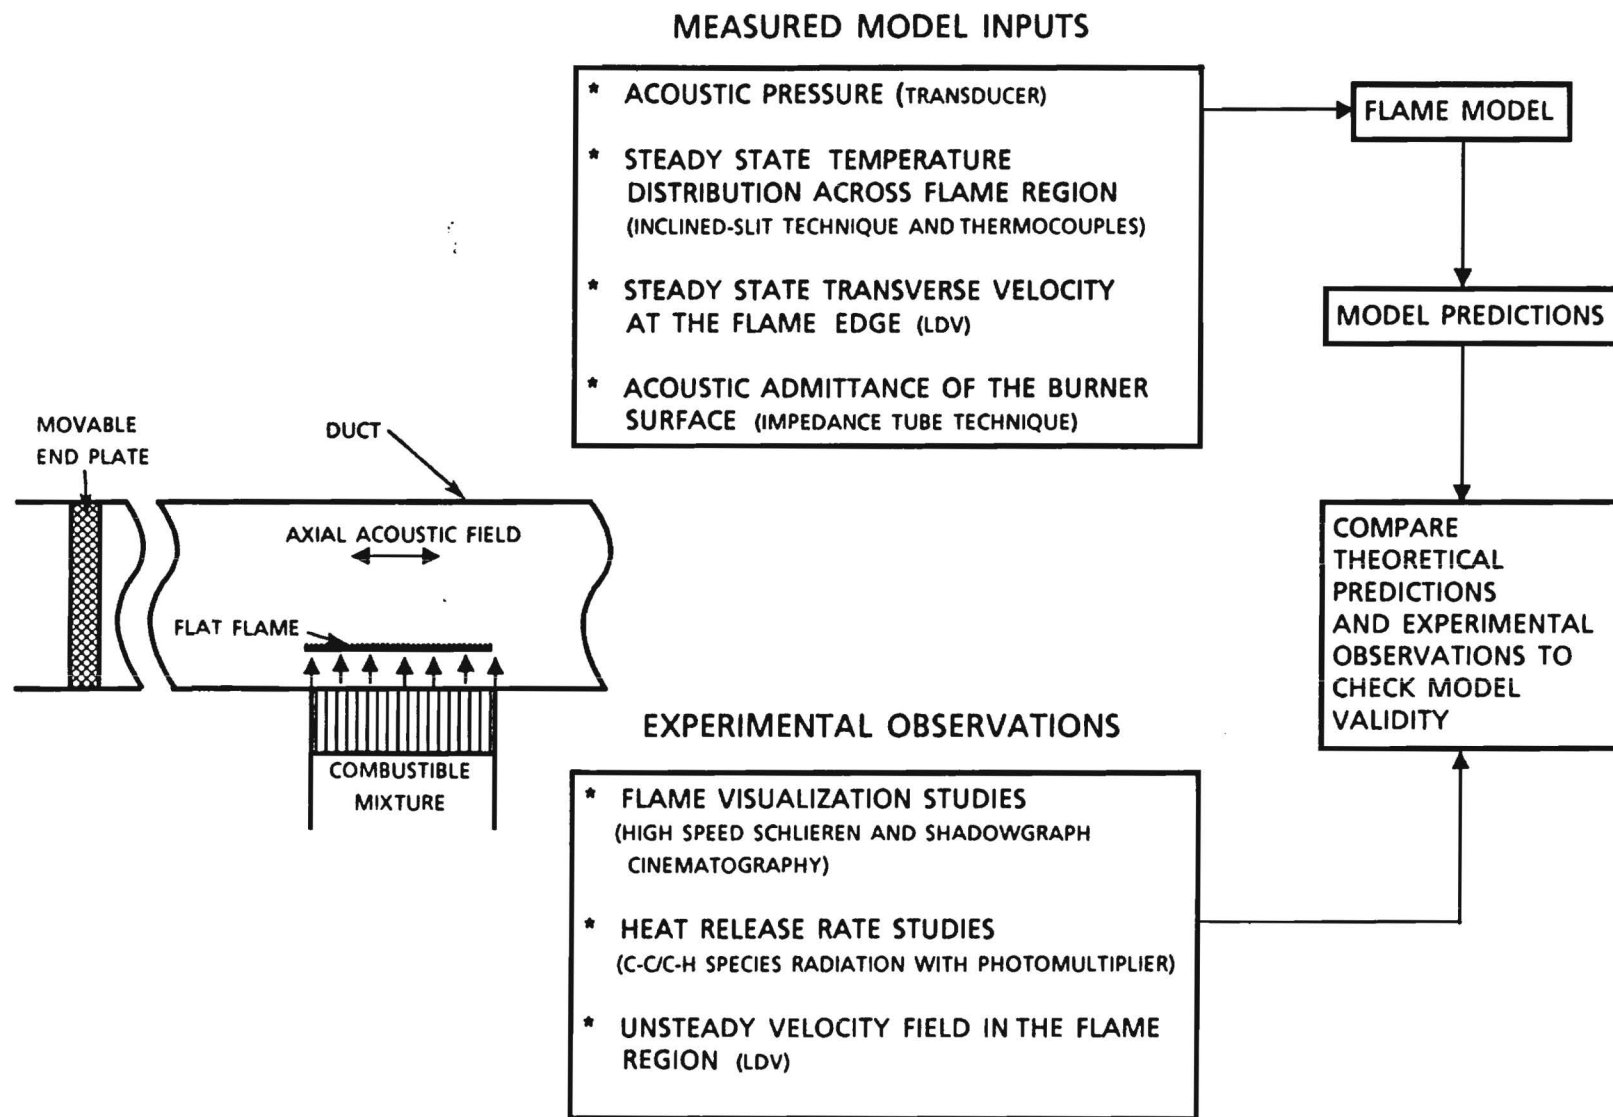 MEASURED MODEL INPUTS
* ACOUSTIC PRESSURE (TRANSDUCER)
* STEADY STATE TEMPERATURE
DISTRIBUTION ACROSS FLAME REGION
(INCLINED-SLIT TECHNIQUE AND THERMOCOUPLES)
* STEADY STATE TRANSVERSE VELOCITY
AT THE FLAME EDGE (LDV)
* ACOUSTIC ADMITTANCE OF THE BURNER
SURFACE (IMPEDANCE TUBE TECHNIQUE)
FLAME MODEL
MODEL PREDICTIONS
COMPARE
THEORETICAL
PREDICTIONS
AND EXPERIMENTAL
OBSERVATIONS TO
CHECK MODEL
VALIDITY
MOVABLE
END PLATE
DUCT
AXIAL ACOUSTIC FIELD
FLAT FLAME
COMBUSTIBLE
MIXTURE
EXPERIMENTAL OBSERVATIONS
* FLAME VISUALIZATION STUDIES
(HIGH SPEED SCHLIEREN AND SHADOWGRAPH
CINEMATOGRAPHY)
* HEAT RELEASE RATE STUDIES
(C-C/C-H SPECIES RADIATION WITH PHOTOMULTIPLIER)
* UNSTEADY VELOCITY FIELD IN THE FLAME
REGION (LDV)